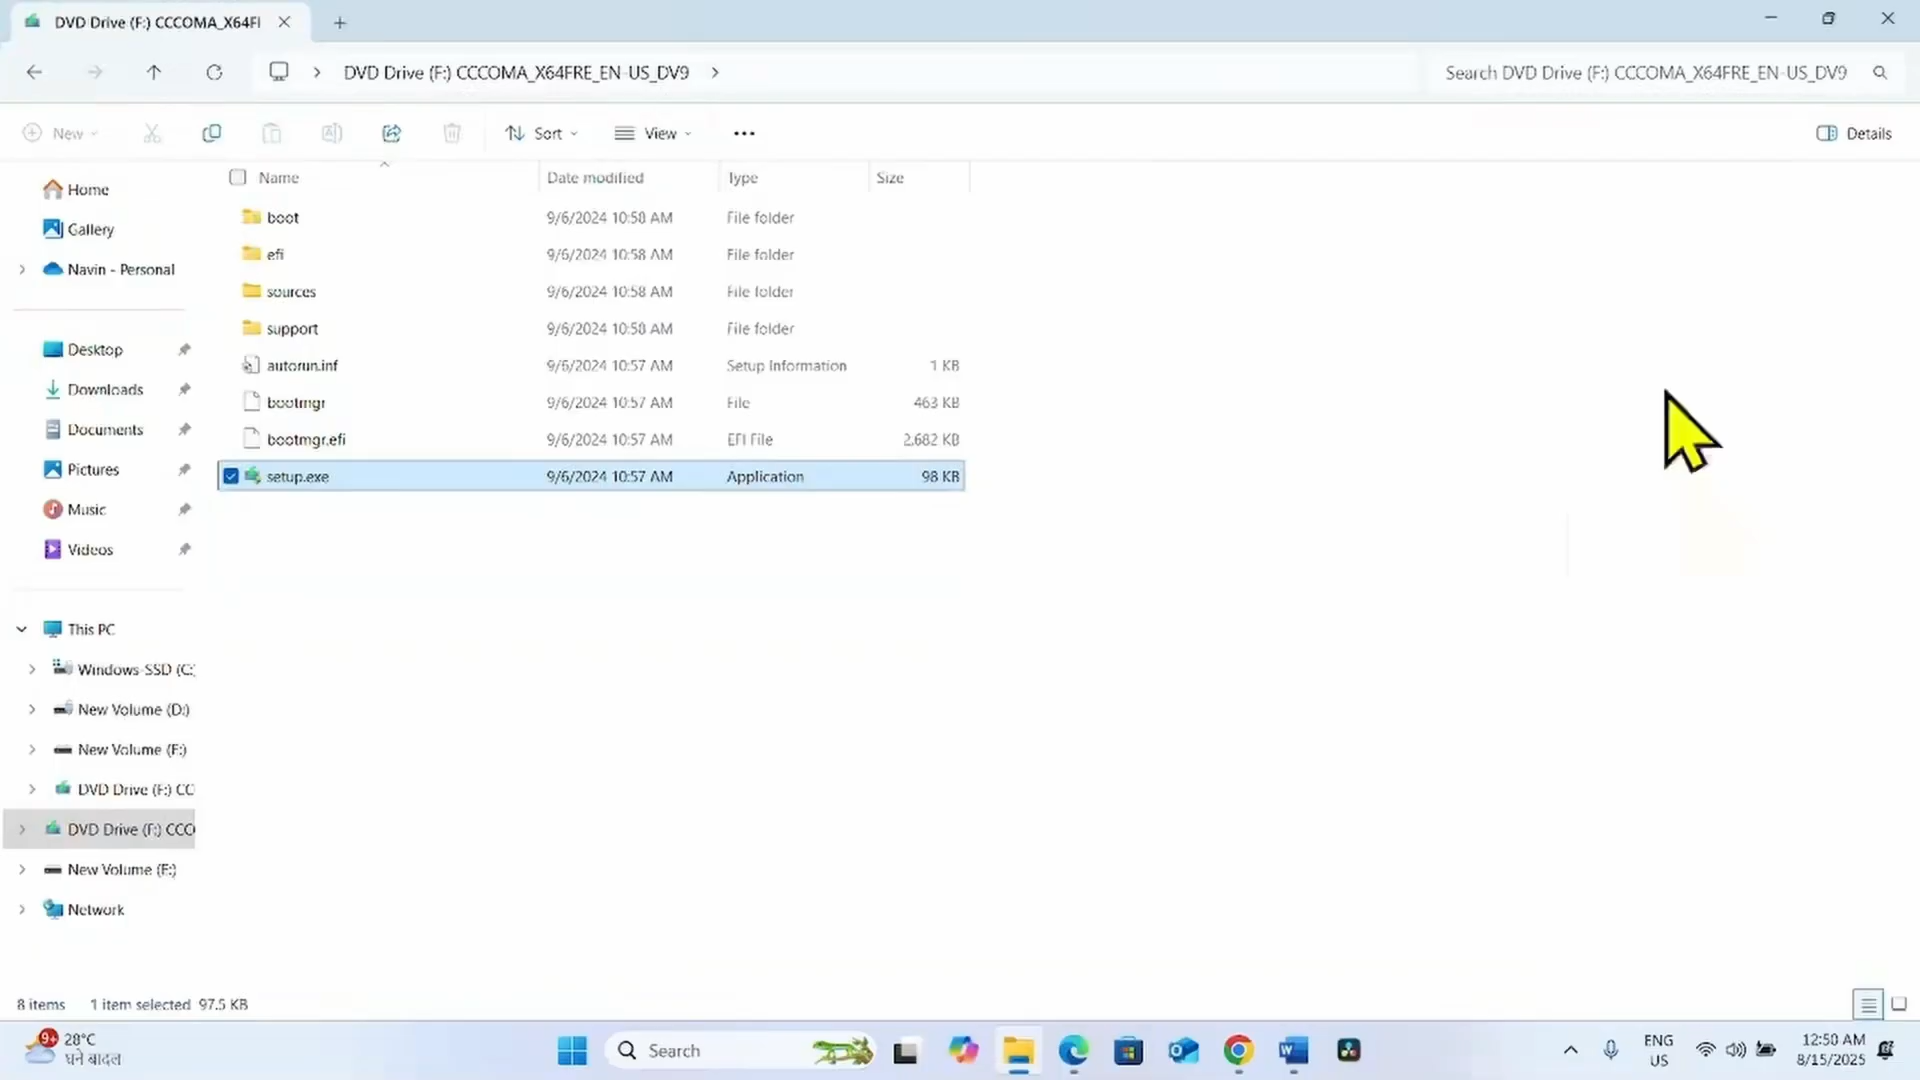 DVD Drive (F:) CCCOMA_X64FI
DVD Drive (F:) CCCOMA_X64FRE_EN-US_DV9
Search DVD Drive (F:) CCCOMA_X64FRE_EN-US_DV9
New
Sort
View
Details
Name Date modified Type Size
boot 9/6/2024 10:58 AM File folder
efi 9/6/2024 10:58 AM File folder
sources 9/6/2024 10:58 AM File folder
support 9/6/2024 10:58 AM File folder
autorun.inf 9/6/2024 10:57 AM Setup Information 1 KB
bootmgr 9/6/2024 10:57 AM File 463 KB
bootmgr.efi 9/6/2024 10:57 AM EFI File 2,682 KB
setup.exe 9/6/2024 10:57 AM Application 98 KB
Home
Gallery
Navin - Personal
Desktop
Downloads
Documents
Pictures
Music
Videos
This PC
Windows-SSD (C:
New Volume (D:)
New Volume (E:)
DVD Drive (F:) CC
DVD Drive (F:) CCC
New Volume (E:)
Network
8 items 1 item selected 97.5 KB
9+
28°C
घने बादल
Search
ENG
US
12:50 AM
8/15/2025